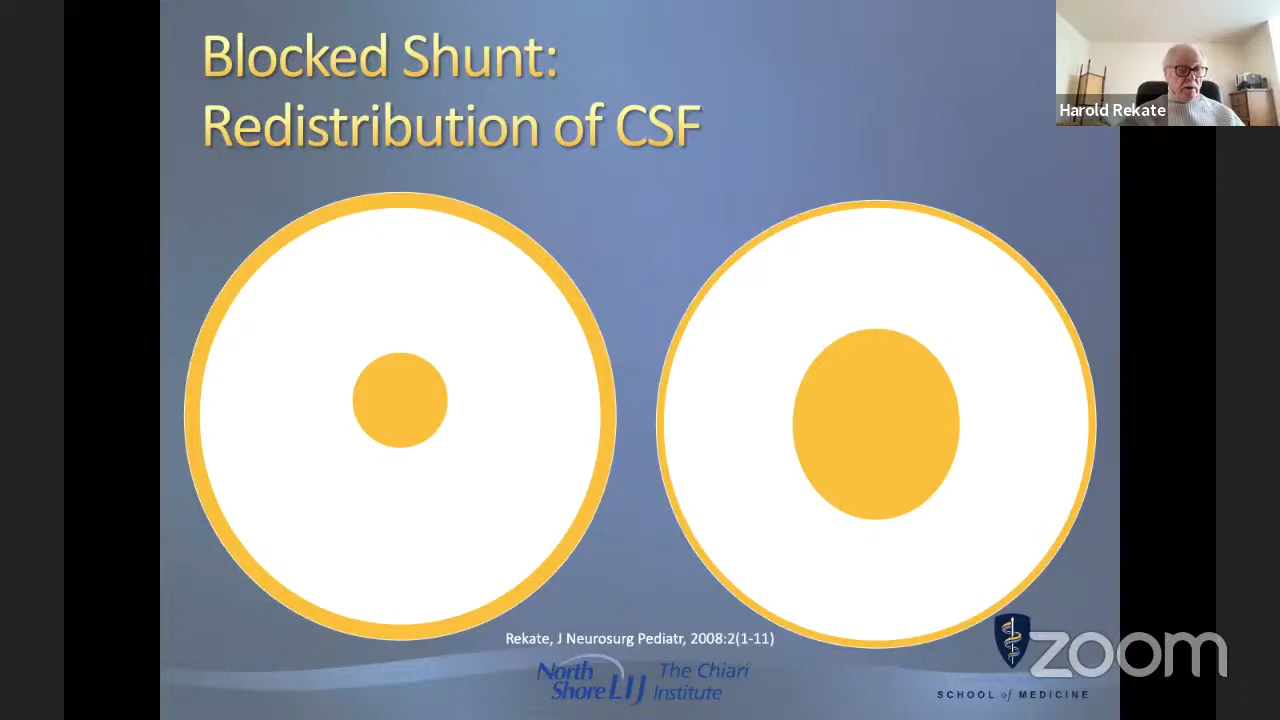 Blocked Shunt:
Redistribution of CSF
Harold Rekate
Rekate, J Neurosurg Pediatr, 2008:2(1-11)
North
Shore LIJ
The Chiari
Institute
zoom
SCHOOL of MEDICINE